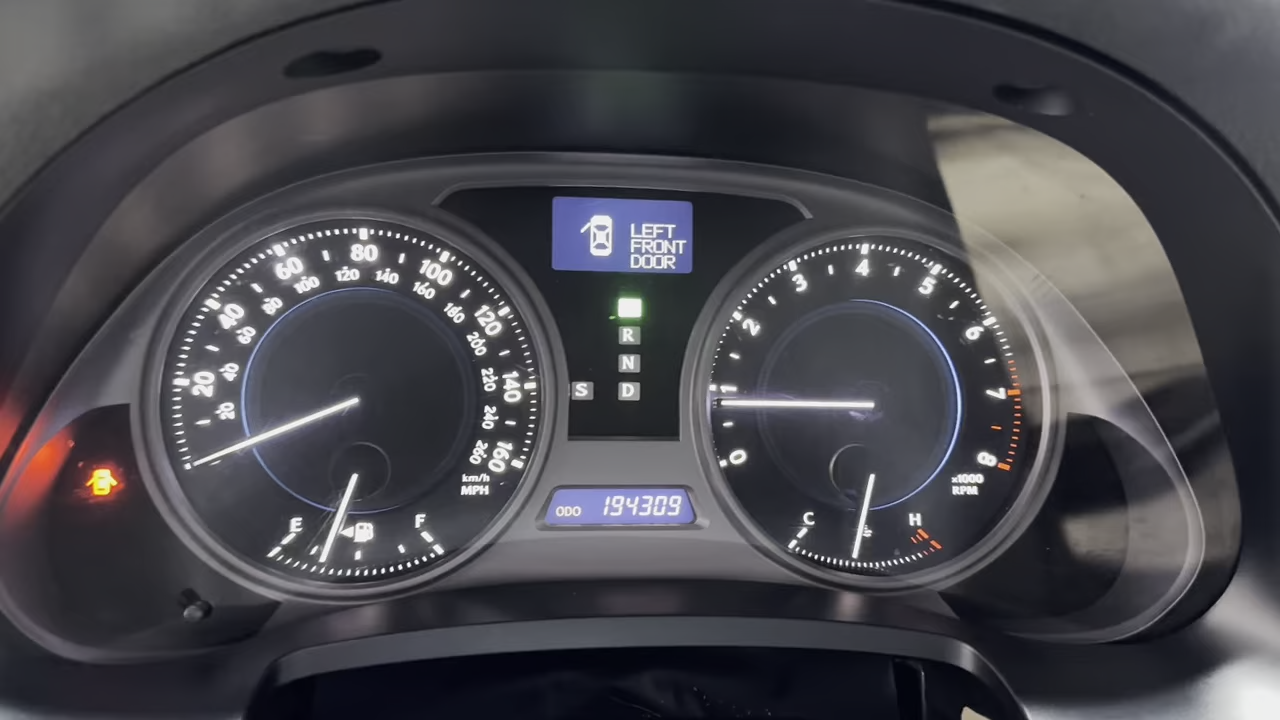 LEFT
FRONT
DOOR
R
N
S D
20 40 60 80 100 120 140 160
20 40 60 80 100 120 140 160 180 200 220 240 260
km/h
MPH
E F
ODO 194309
0 1 2 3 4 5 6 7 8
x1000
RPM
C H